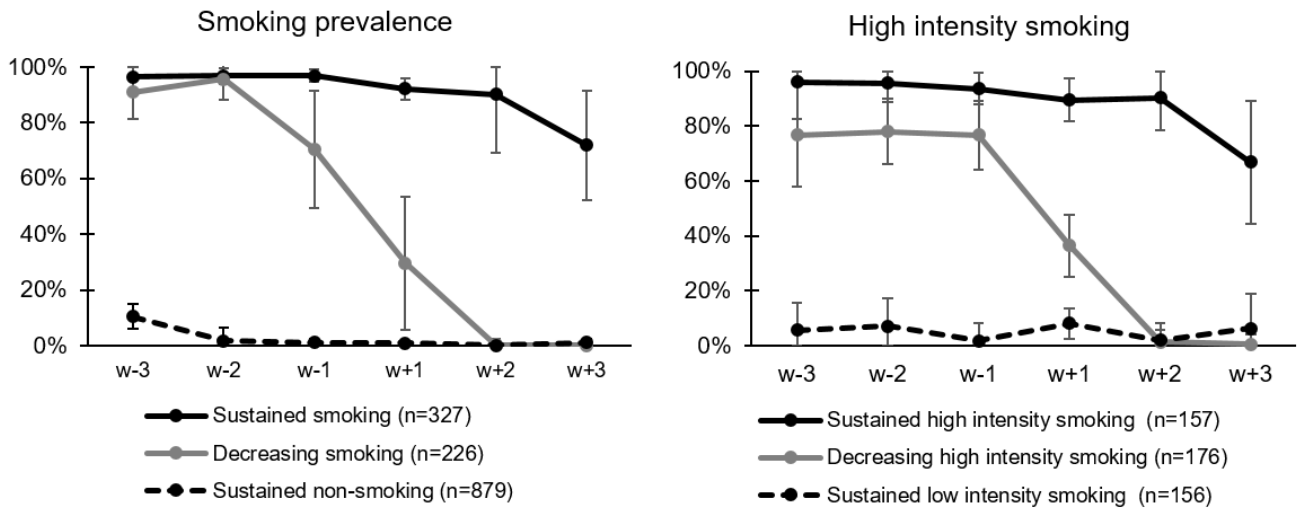 Smoking prevalence
100%
80%
60%
40%
20%
0%
w-3 w-2 w-1 w+1 w+2 w+3
Sustained smoking (n=327)
Decreasing smoking (n=226)
Sustained non-smoking (n=879)
High intensity smoking
100%
80%
60%
40%
20%
0%
w-3 w-2 w-1 w+1 w+2 w+3
Sustained high intensity smoking (n=157)
Decreasing high intensity smoking (n=176)
Sustained low intensity smoking (n=156)